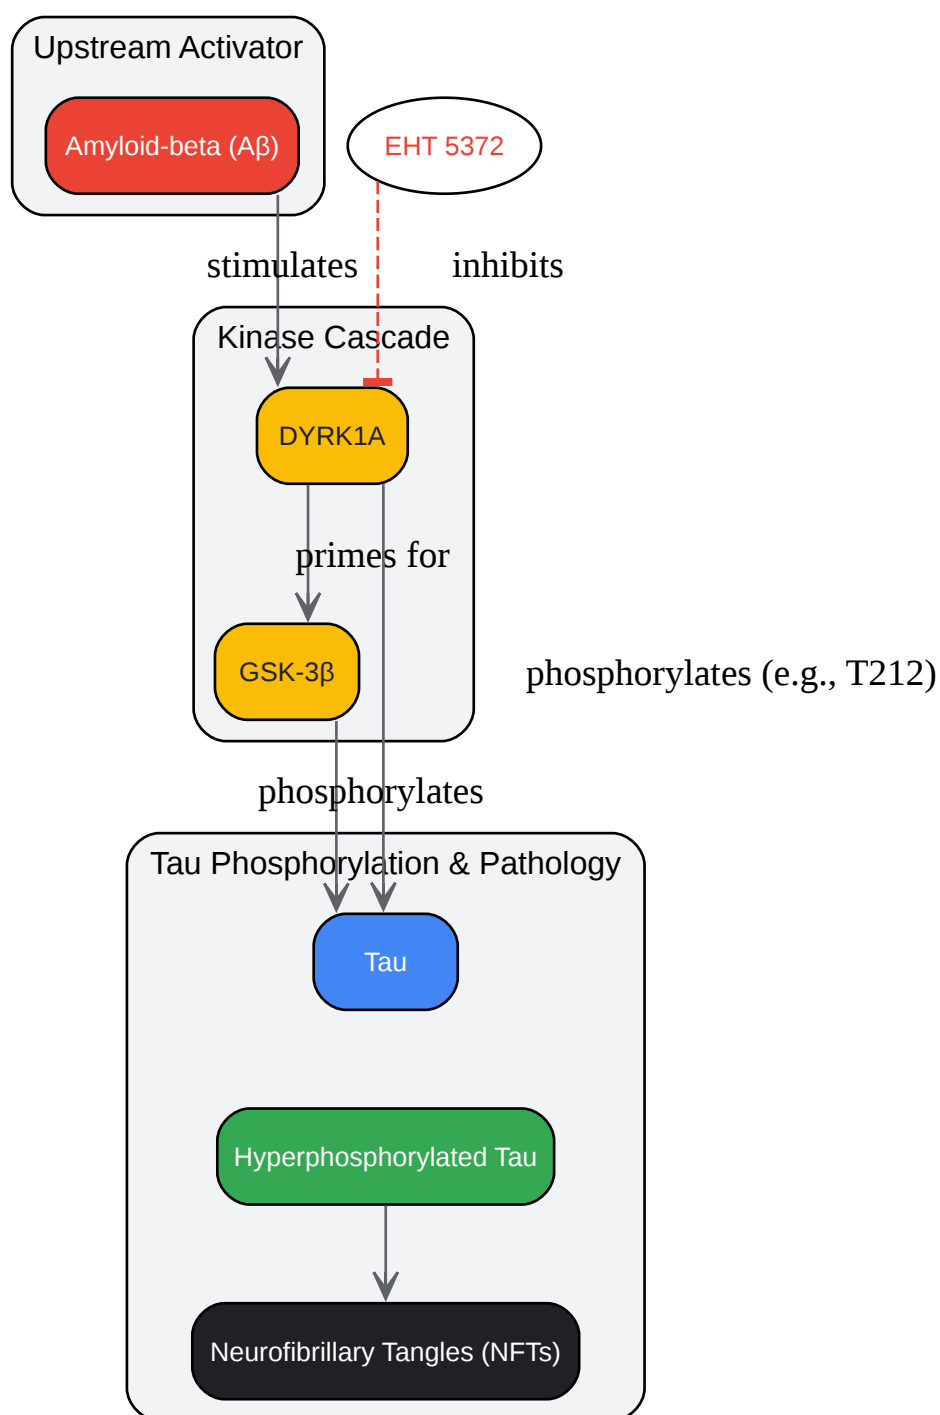 Upstream Activator
Amyloid-beta (Aβ)
EHT 5372
stimulates
inhibits
Kinase Cascade
DYRK1A
primes for
GSK-3β
phosphorylates (e.g., T212)
phosphorylates
Tau Phosphorylation & Pathology
Tau
Hyperphosphorylated Tau
Neurofibrillary Tangles (NFTs)